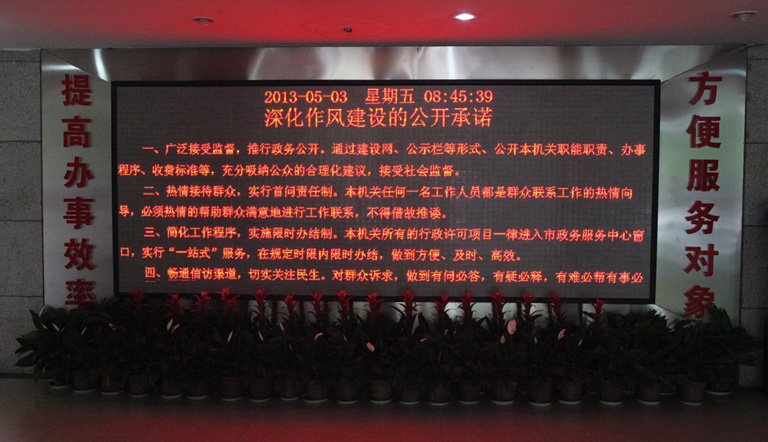 提高办事效率
2013-05-03 星期五 08:45:39
深化作风建设的公开承诺
一、广泛接受监督，推行政务公开。通过建设网、公示栏等形式、公开本机关职能职责、办事
程序、收费标准等，充分吸纳公众的合理化建议，接受社会监督。
二、热情接待群众，实行首问责任制。本机关任何一名工作人员都是群众联系工作的热情向
导，必须热情的帮助群众满意地进行工作联系，不得借故推诿。
三、简化工作程序，实施限时办结制。本机关所有的行政许可项目一律进入市政务服务中心窗
口，实行“一站式”服务，在规定时限内限时办结，做到方便、及时、高效。
四、畅通信访渠道，切实关注民生。对群众诉求，做到有问必答，有疑必释，有难必帮有事必
方便服务对象